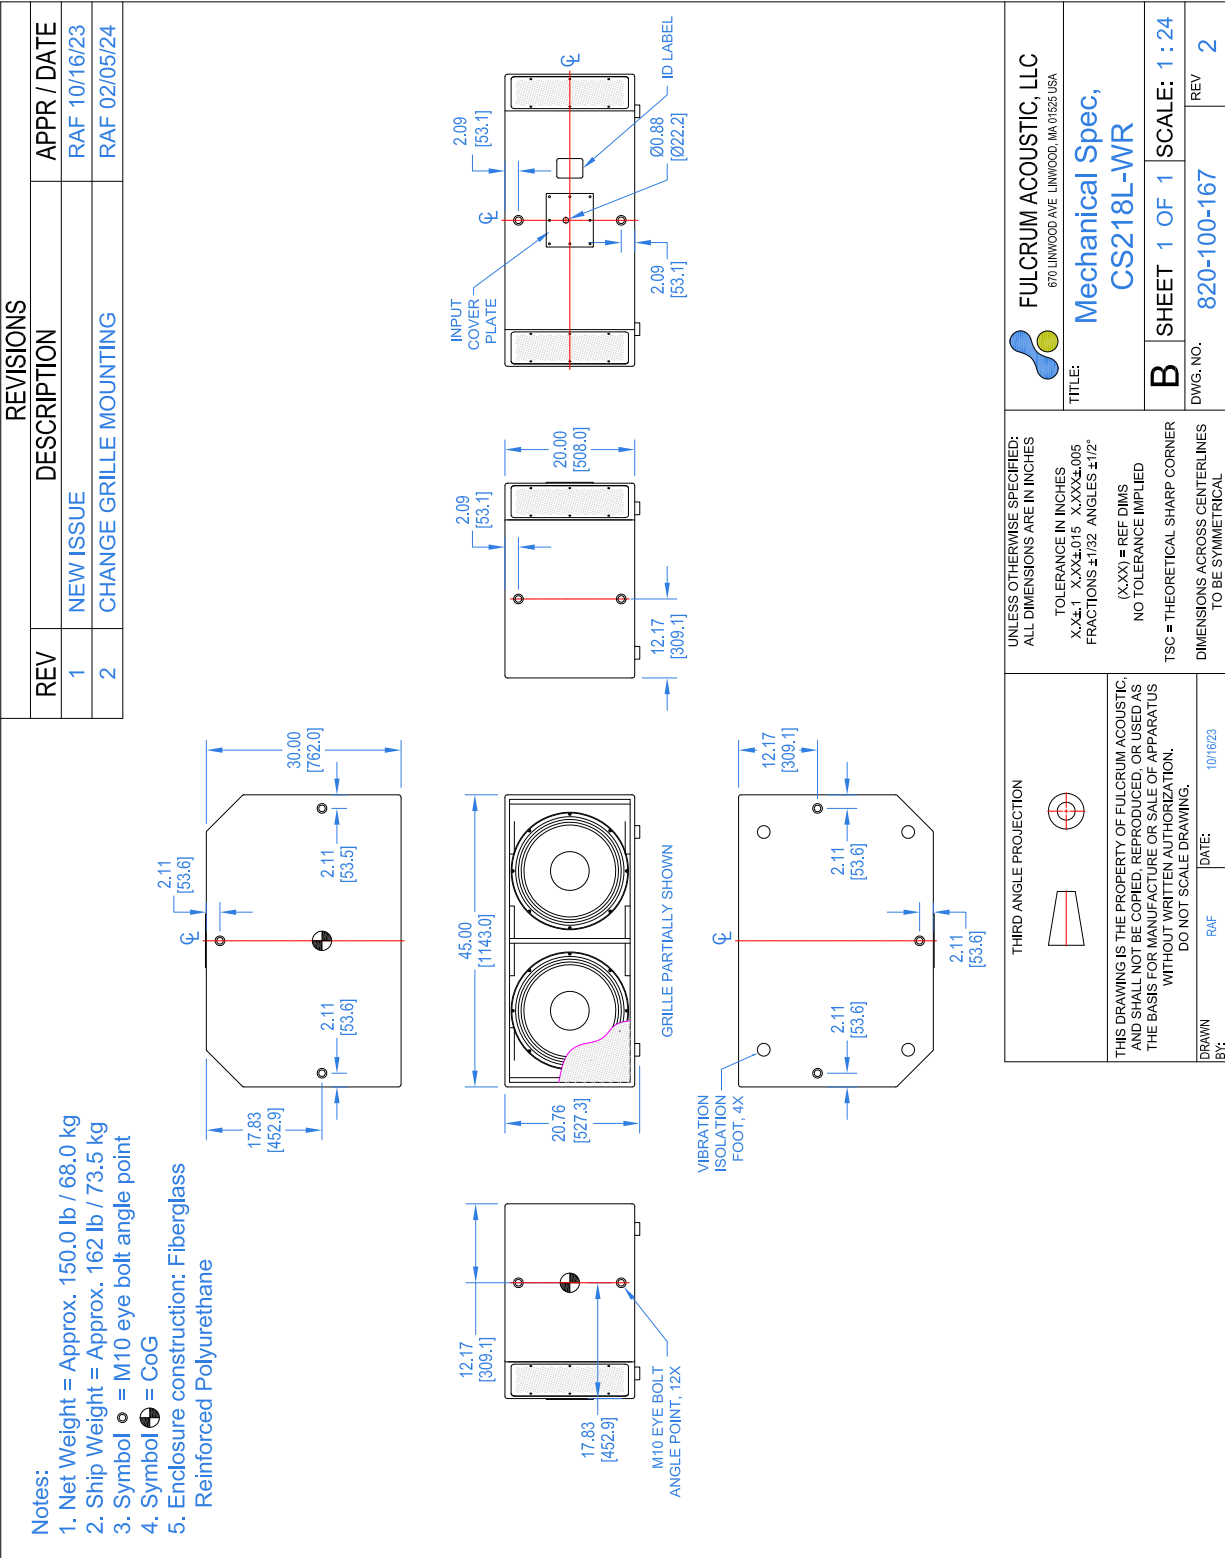 Notes:
1. Net Weight = Approx. 150.0 lb / 68.0 kg
2. Ship Weight = Approx. 162 lb / 73.5 kg
3. Symbol = M10 eye bolt angle point
4. Symbol = CoG
5. Enclosure construction: Fiberglass
Reinforced Polyurethane
REVISIONS
REV DESCRIPTION APPR / DATE
1 NEW ISSUE RAF 10/16/23
2 CHANGE GRILLE MOUNTING RAF 02/05/24
17.83
[452.9]
2.11
[53.6]
2.11
[53.6]
2.11
[53.5]
30.00
[762.0]
℄
12.17
[309.1]
17.83
[452.9]
M10 EYE BOLT
ANGLE POINT, 12X
20.76
[527.3]
45.00
[1143.0]
GRILLE PARTIALLY SHOWN
2.09
[53.1]
12.17
[309.1]
20.00
[508.0]
INPUT
COVER
PLATE
℄
2.09
[53.1]
℄
2.09
[53.1]
Ø0.88
[Ø22.2]
ID LABEL
VIBRATION
ISOLATION
FOOT, 4X
℄
2.11
[53.6]
2.11
[53.6]
2.11
[53.6]
12.17
[309.1]
THIRD ANGLE PROJECTION
THIS DRAWING IS THE PROPERTY OF FULCRUM ACOUSTIC,
AND SHALL NOT BE COPIED, REPRODUCED, OR USED AS
THE BASIS FOR MANUFACTURE OR SALE OF APPARATUS
WITHOUT WRITTEN AUTHORIZATION.
DO NOT SCALE DRAWING.
DRAWN
BY: RAF DATE: 10/16/23
UNLESS OTHERWISE SPECIFIED:
ALL DIMENSIONS ARE IN INCHES
TOLERANCE IN INCHES
X.X±.1 X.XX±.015 X.XXX±.005
FRACTIONS ±1/32 ANGLES ±1/2°
(X.XX) = REF DIMS
NO TOLERANCE IMPLIED
TSC = THEORETICAL SHARP CORNER
DIMENSIONS ACROSS CENTERLINES
TO BE SYMMETRICAL
FULCRUM ACOUSTIC, LLC
670 LINWOOD AVE LINWOOD, MA 01525 USA
TITLE:
Mechanical Spec,
CS218L-WR
B SHEET 1 OF 1 SCALE: 1 : 24
DWG. NO. 820-100-167 REV 2